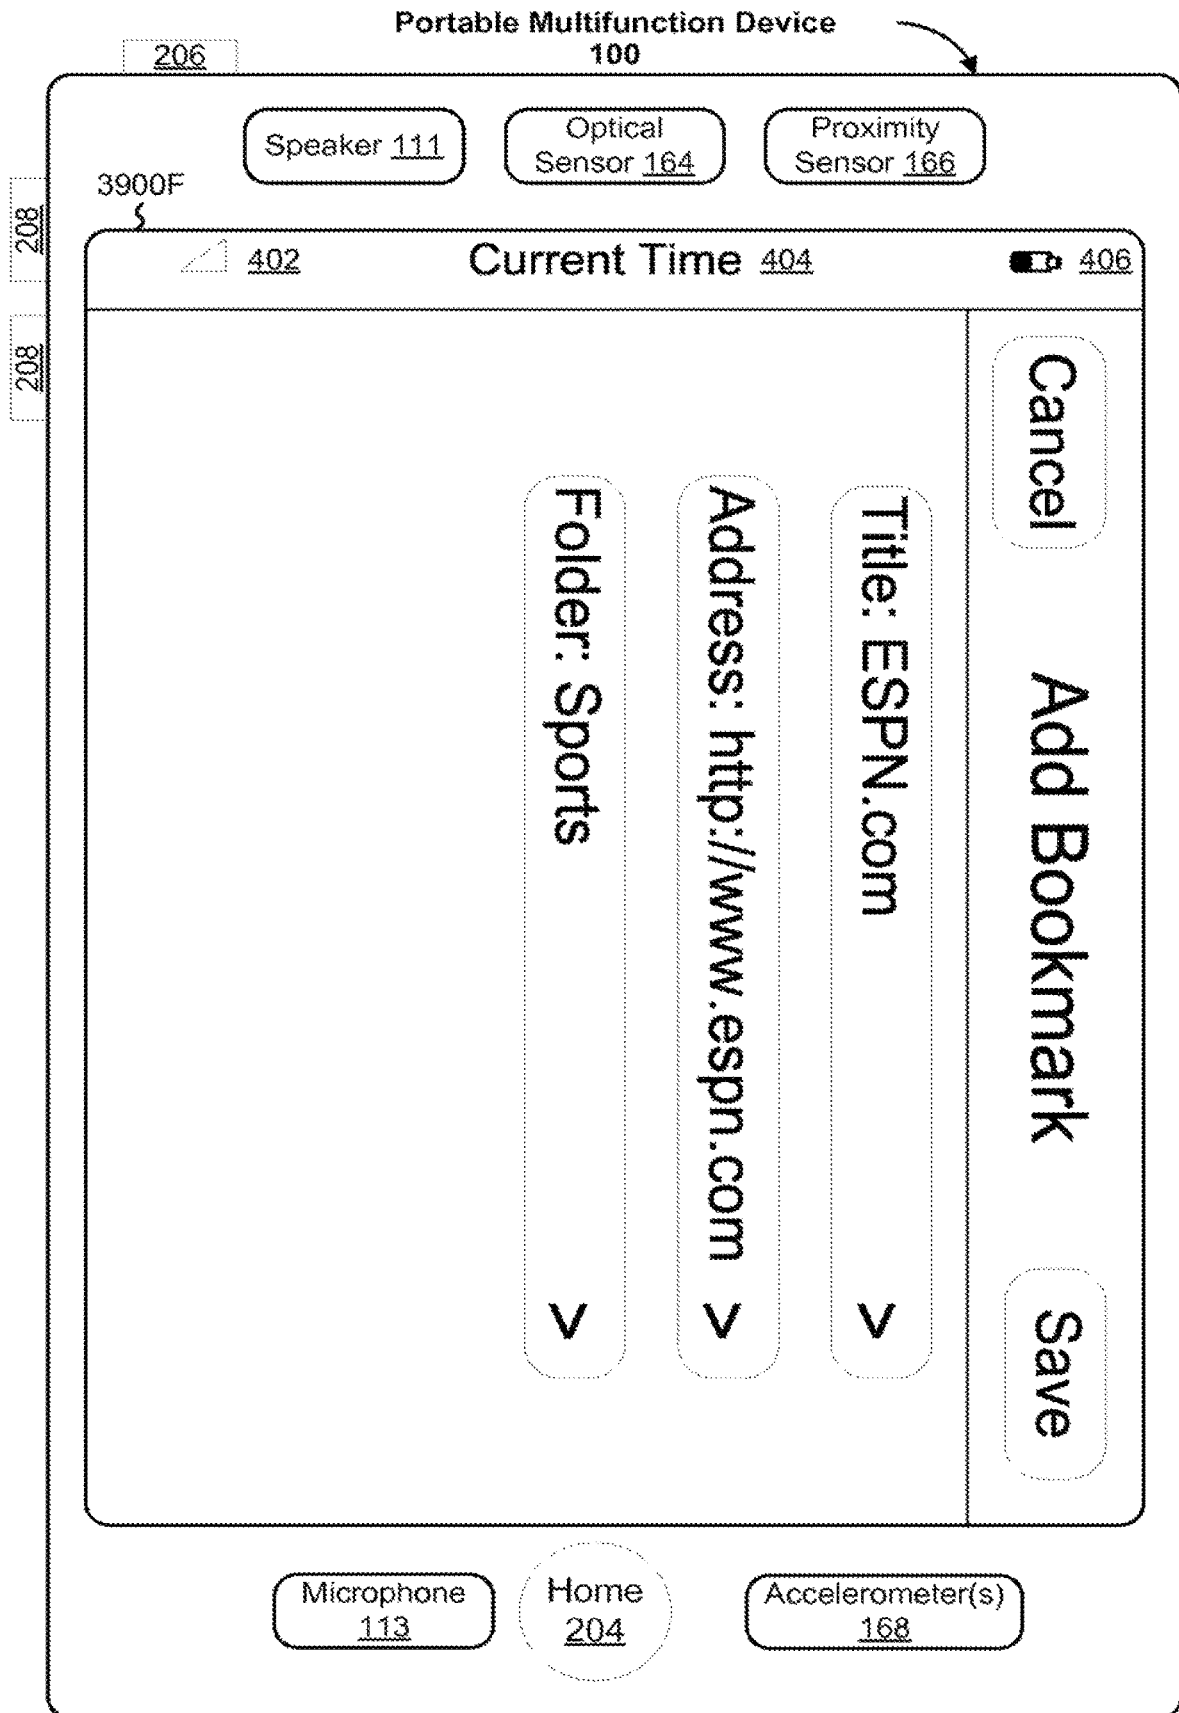 Portable Multifunction Device
100
206
Speaker 111
Optical
Sensor 164
Proximity
Sensor 166
3900F
208
208
402
Current Time 404
406
Cancel
Add Bookmark
Save
Title: ESPN.com
>
Address: http://www.espn.com
>
Folder: Sports
>
Microphone
113
Home
204
Accelerometer(s)
168